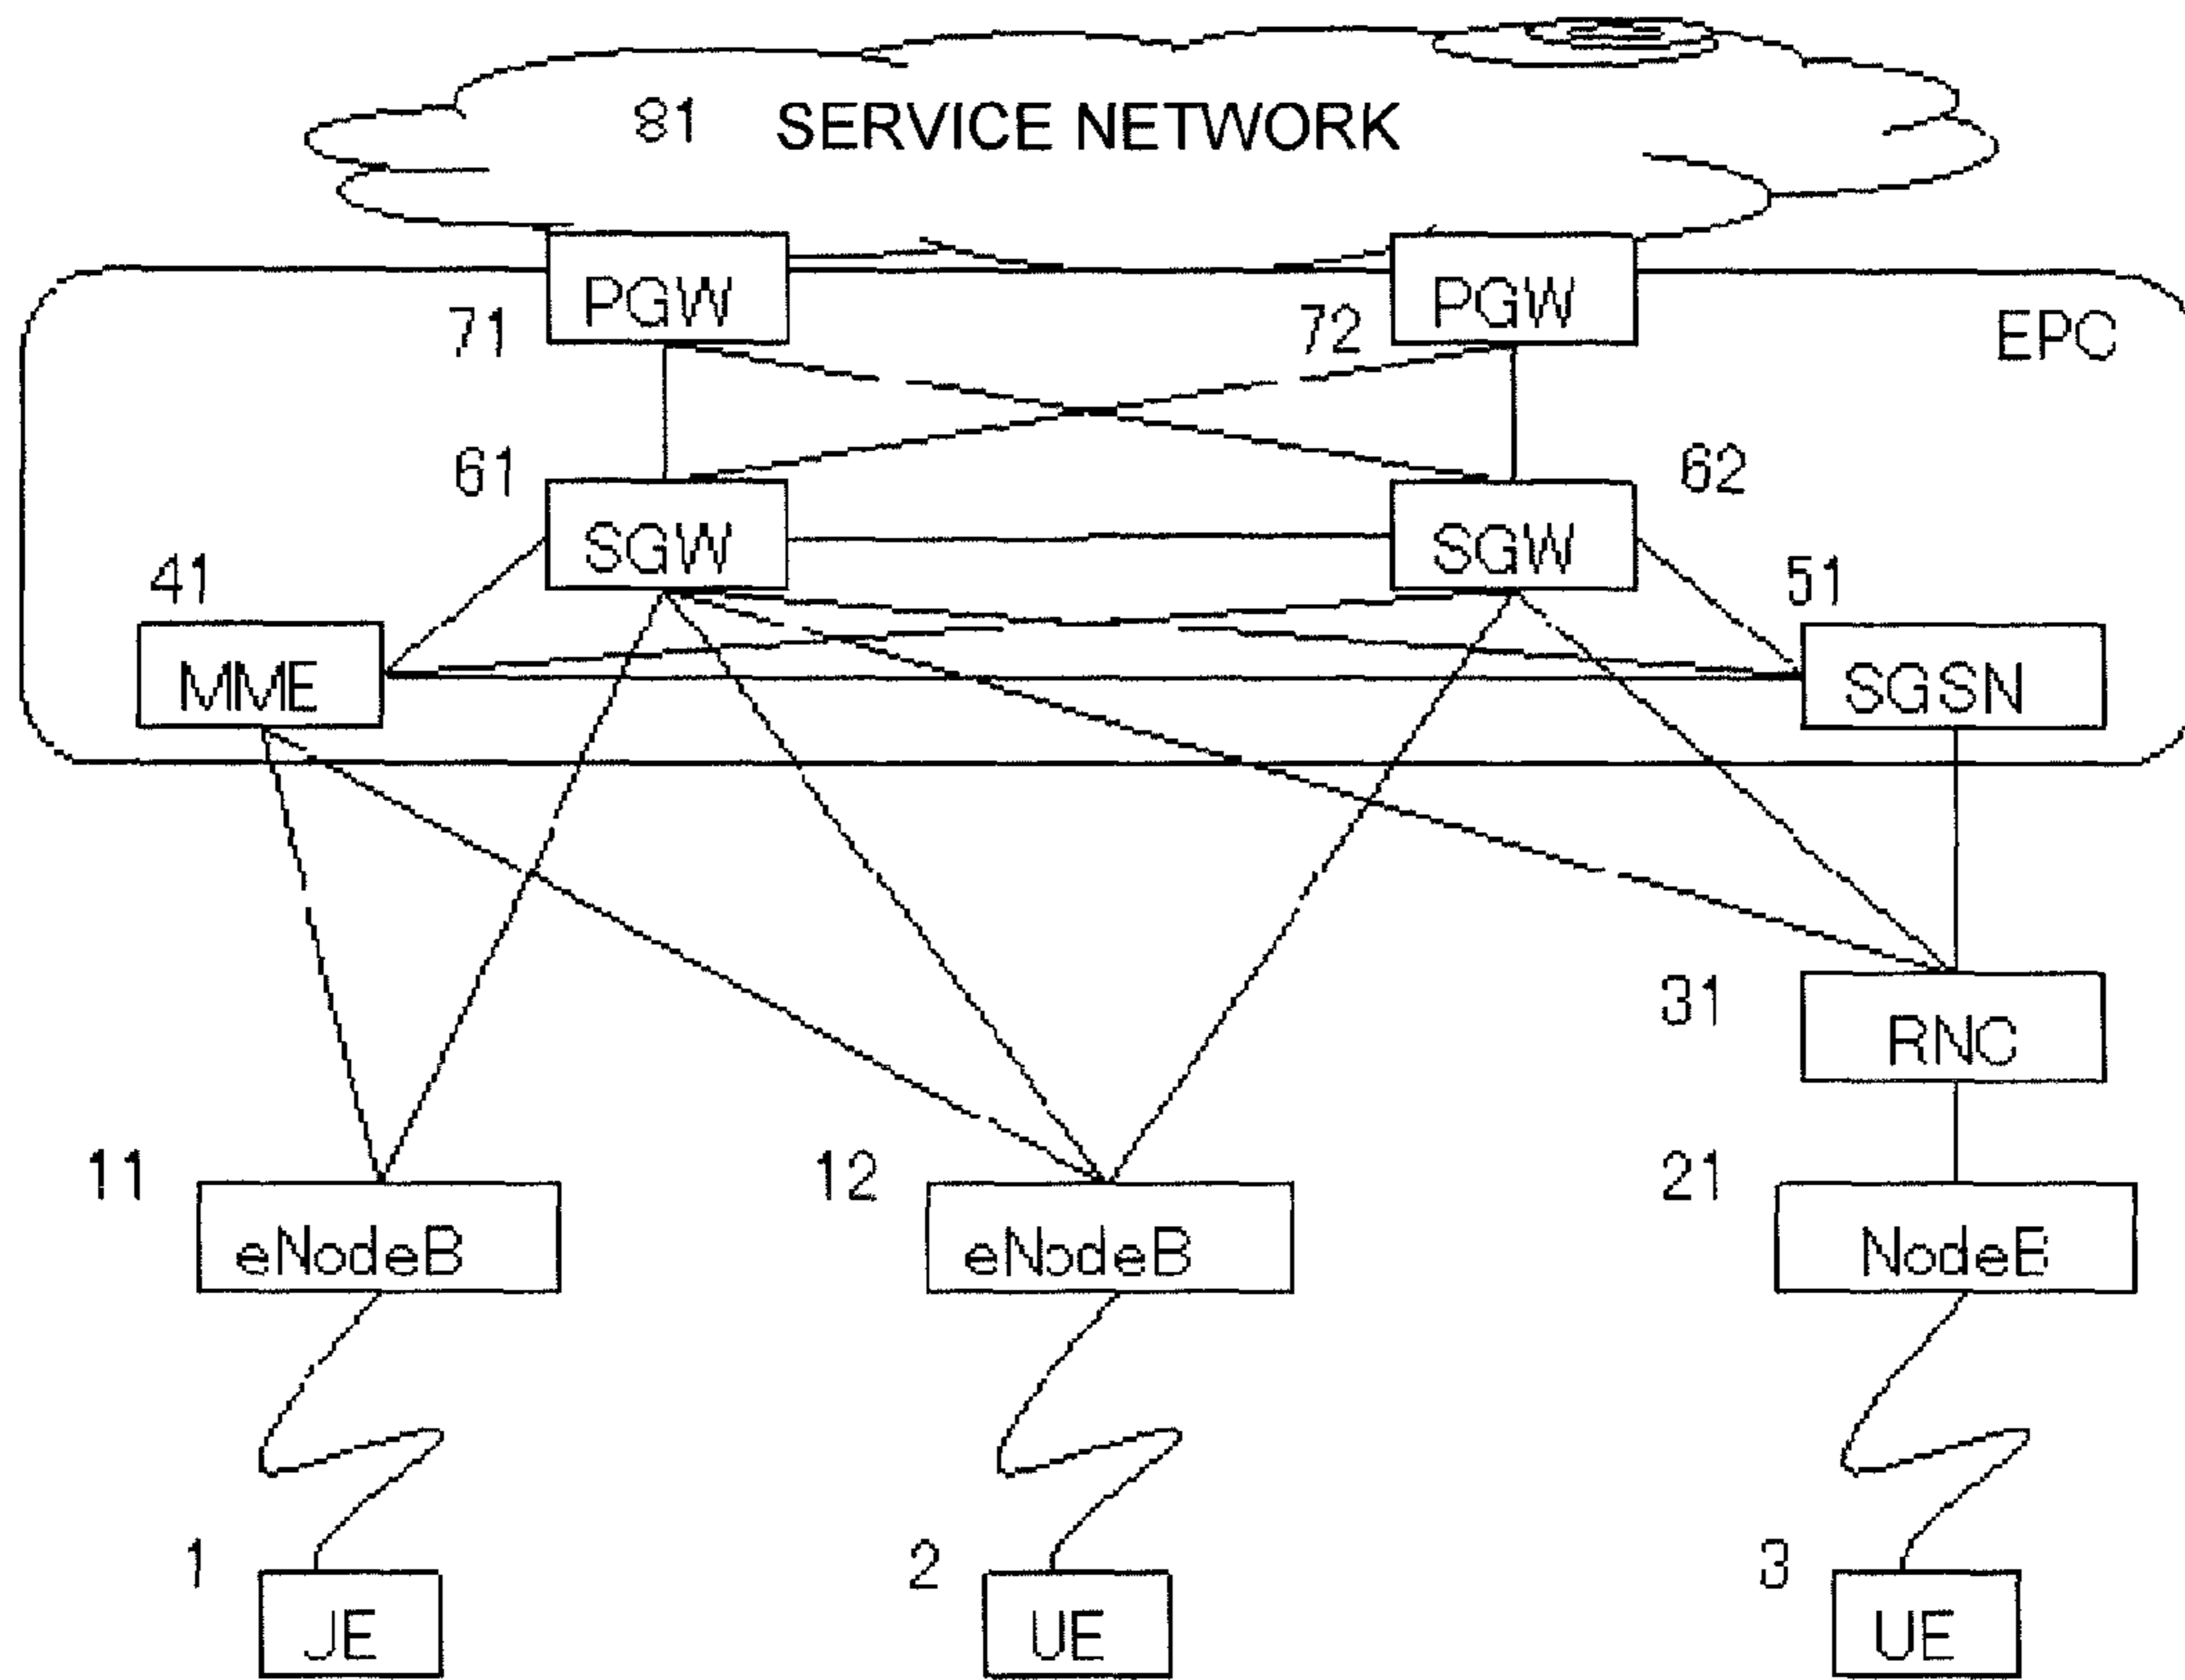 81 SERVICE NETWORK
PGW PGW
71 72 EPC
61 62
SGW SGW
41 51
MME SGSN
31
RNC
11 12 21
eNodeB eNodeB NodeB
1 2 3
JE UE UE